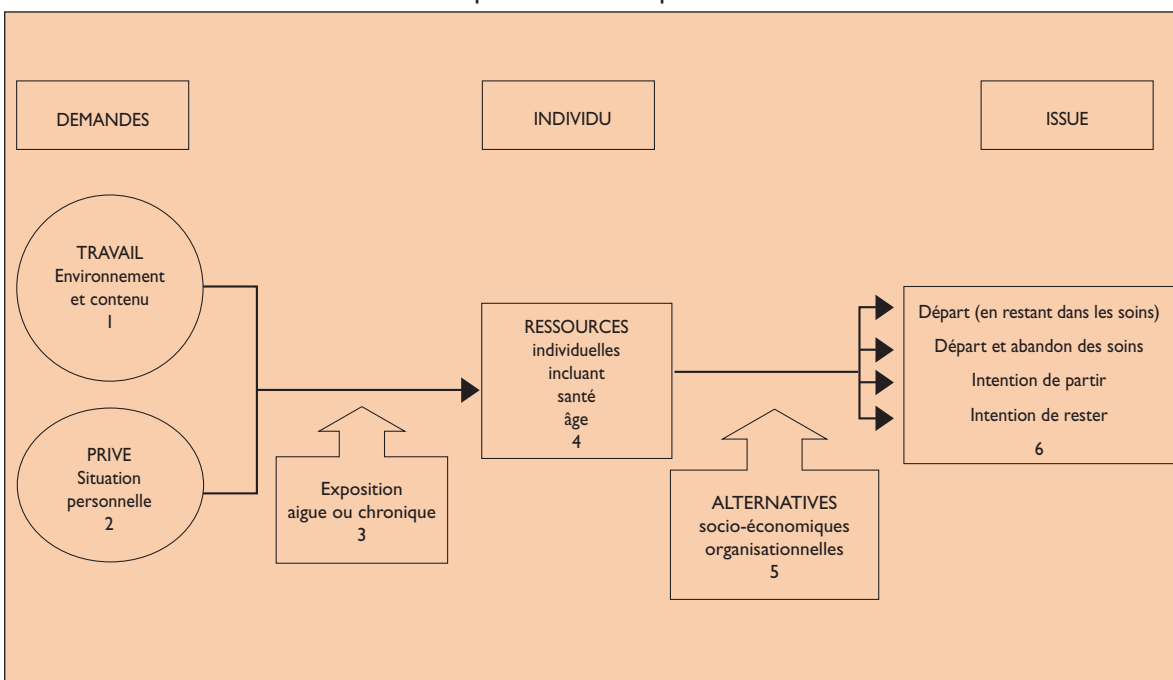 DEMANDES
INDIVIDU
ISSUE
TRAVAIL
Environnement
et contenu
1
PRIVE
Situation
personnelle
2
Exposition
aigue ou chronique
3
RESSOURCES
individuelles
incluant
santé
âge
4
ALTERNATIVES
socio-économiques
organisationnelles
5
Départ (en restant dans les soins)
Départ et abandon des soins
Intention de partir
Intention de rester
6